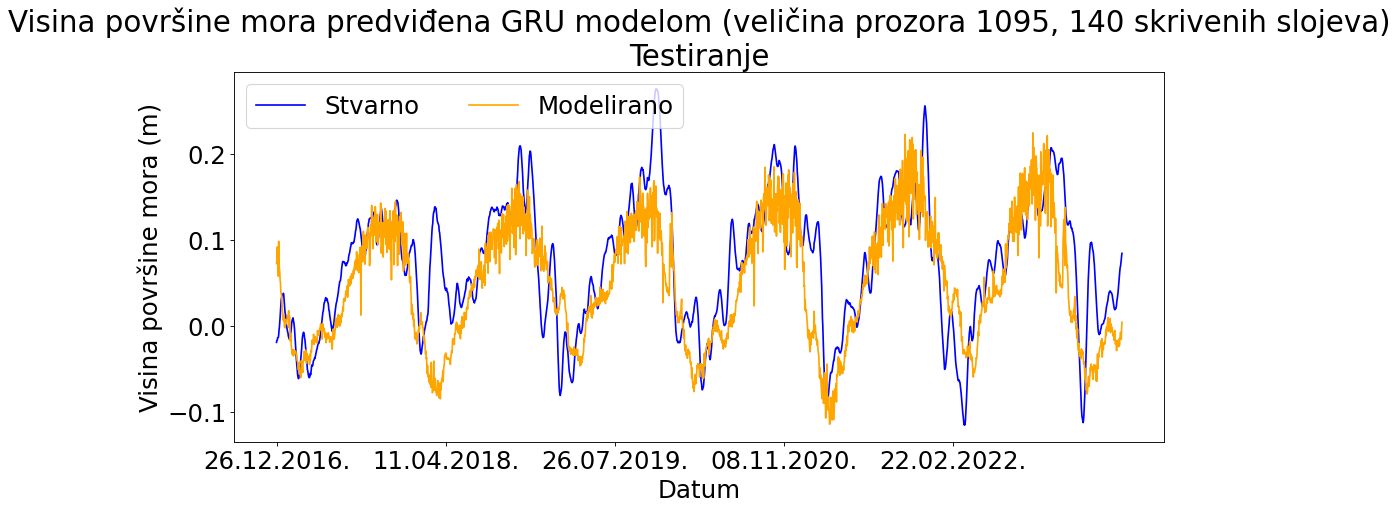 Visina površine mora predviđena GRU modelom (veličina prozora 1095, 140 skrivenih slojeva)
Testiranje
Stvarno Modelirano
Visina površine mora (m)
0.2
0.1
0.0
−0.1
26.12.2016. 11.04.2018. 26.07.2019. 08.11.2020. 22.02.2022.
Datum